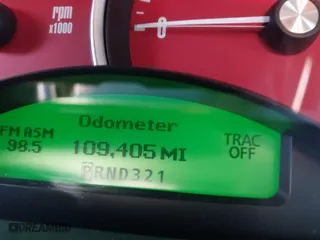 rpm
x1000
0
Odometer
FM ASM
98.5
109,405 MI
TRAC
OFF
PRND321